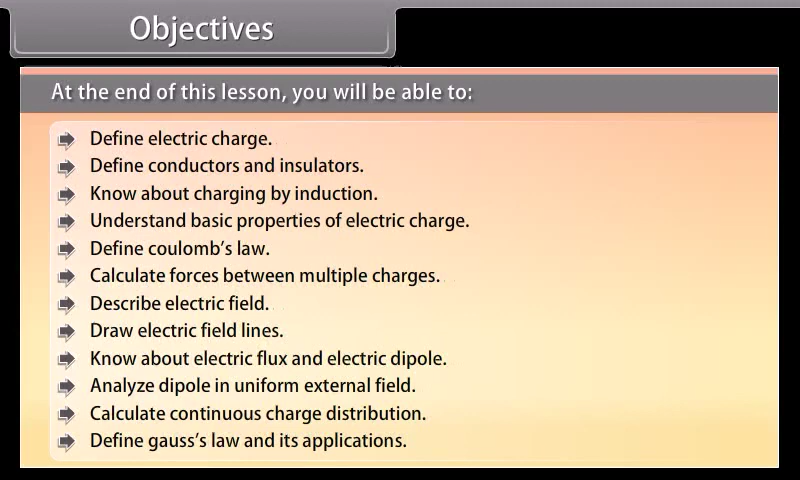 Objectives
At the end of this lesson, you will be able to:
Define electric charge.
Define conductors and insulators.
Know about charging by induction.
Understand basic properties of electric charge.
Define coulomb's law.
Calculate forces between multiple charges.
Describe electric field.
Draw electric field lines.
Know about electric flux and electric dipole.
Analyze dipole in uniform external field.
Calculate continuous charge distribution.
Define gauss's law and its applications.